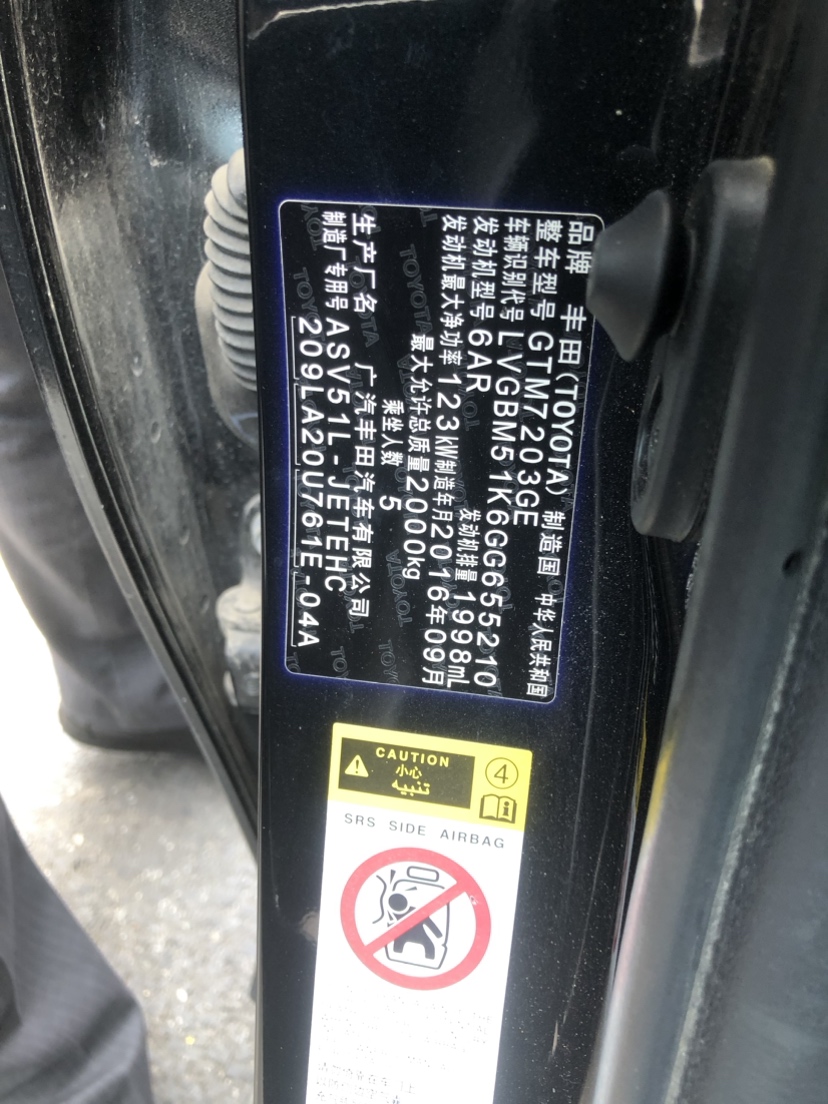 品牌 丰田(TOYOTA) 制造国 中华人民共和国
整车型号 GTM7203GE
车辆识别代号 LVGBM51K6GG655210
发动机型号 6AR 发动机排量 1998mL
发动机最大净功率 123kW 制造年月 2016年09月
最大允许总质量 2000kg
乘坐人数 5
生产厂名 广汽丰田汽车有限公司
制造厂专用号 ASV51L-JETEHC
209LA20U761E-04A
CAUTION
小心
تنبيه
4
SRS SIDE AIRBAG